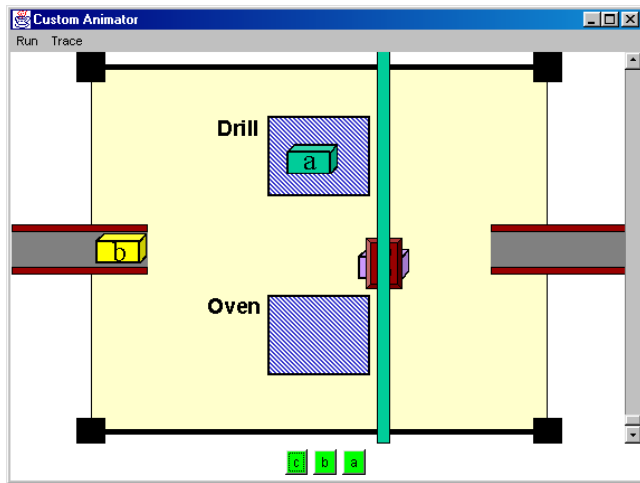 Custom Animator
Run Trace
Drill
a
b
Oven
c b a